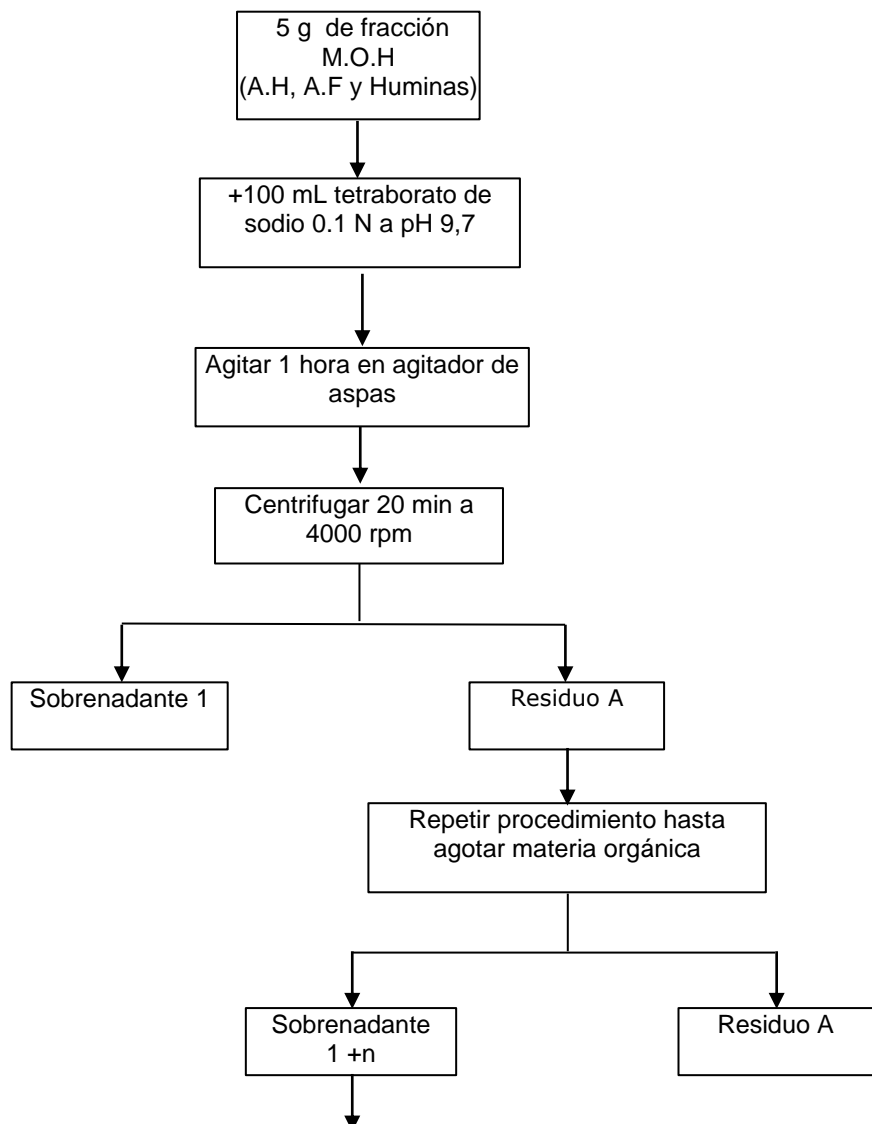 5 g de fracción
M.O.H
(A.H, A.F y Huminas)
+100 mL tetraborato de
sodio 0.1 N a pH 9,7
Agitar 1 hora en agitador de
aspas
Centrifugar 20 min a
4000 rpm
Sobrenadante 1
Residuo A
Repetir procedimiento hasta
agotar materia orgánica
Sobrenadante
1 +n
Residuo A